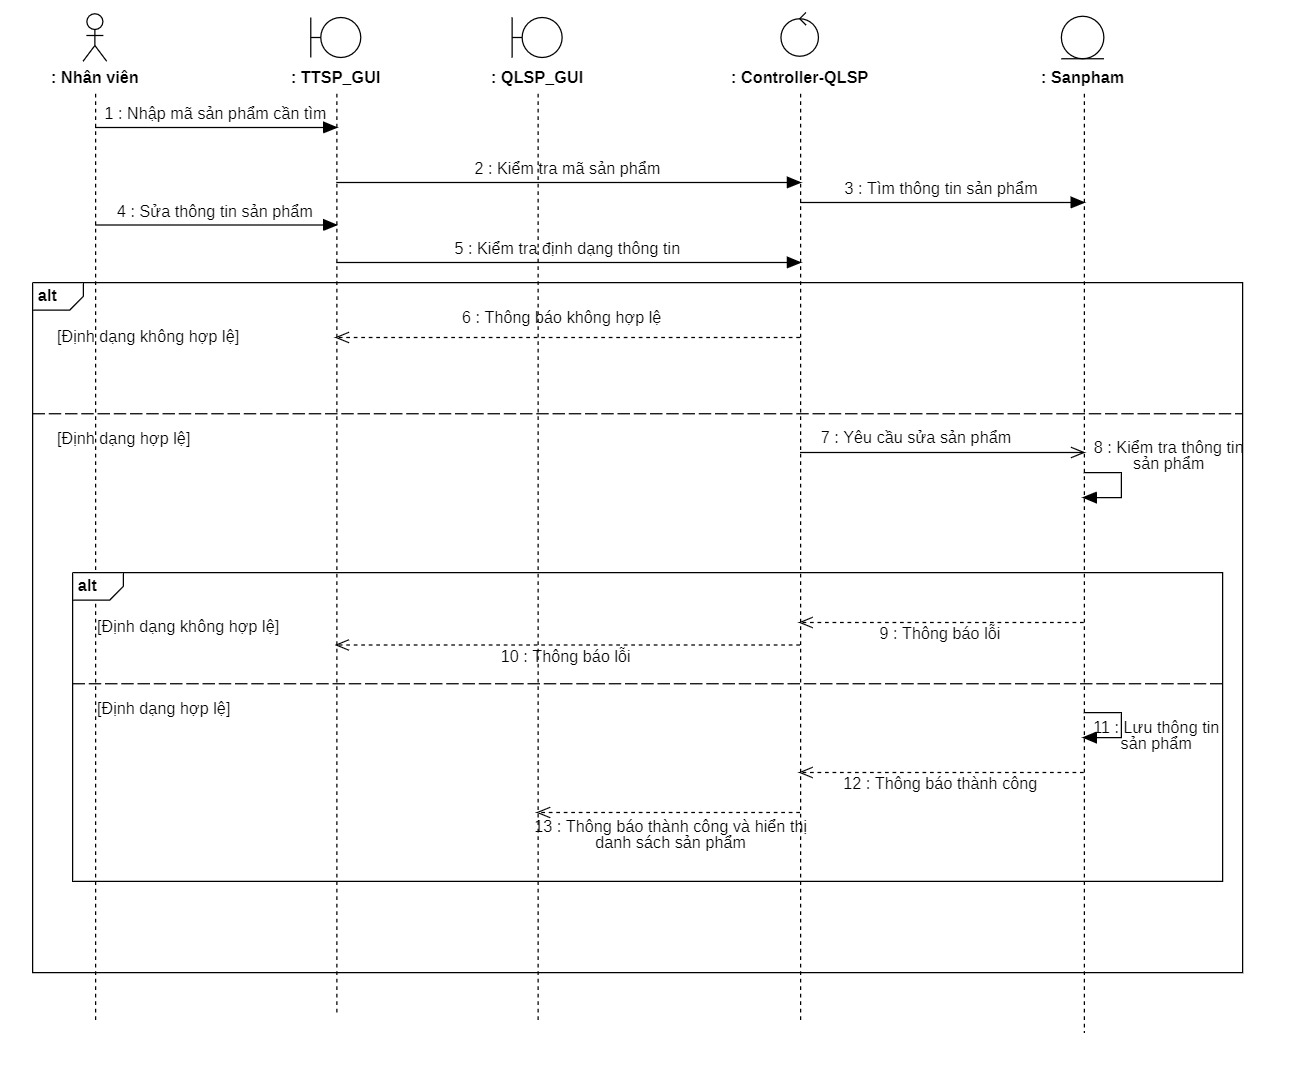 : Nhân viên
: TTSP_GUI
: QLSP_GUI
: Controller-QLSP
: Sanpham
1 : Nhập mã sản phẩm cần tìm
2 : Kiểm tra mã sản phẩm
3 : Tìm thông tin sản phẩm
4 : Sửa thông tin sản phẩm
5 : Kiểm tra định dạng thông tin
alt
6 : Thông báo không hợp lệ
[Định dạng không hợp lệ]
[Định dạng hợp lệ]
7 : Yêu cầu sửa sản phẩm
8 : Kiểm tra thông tin
sản phẩm
alt
[Định dạng không hợp lệ]
9 : Thông báo lỗi
10 : Thông báo lỗi
[Định dạng hợp lệ]
11 : Lưu thông tin
sản phẩm
12 : Thông báo thành công
13 : Thông báo thành công và hiển thị
danh sách sản phẩm